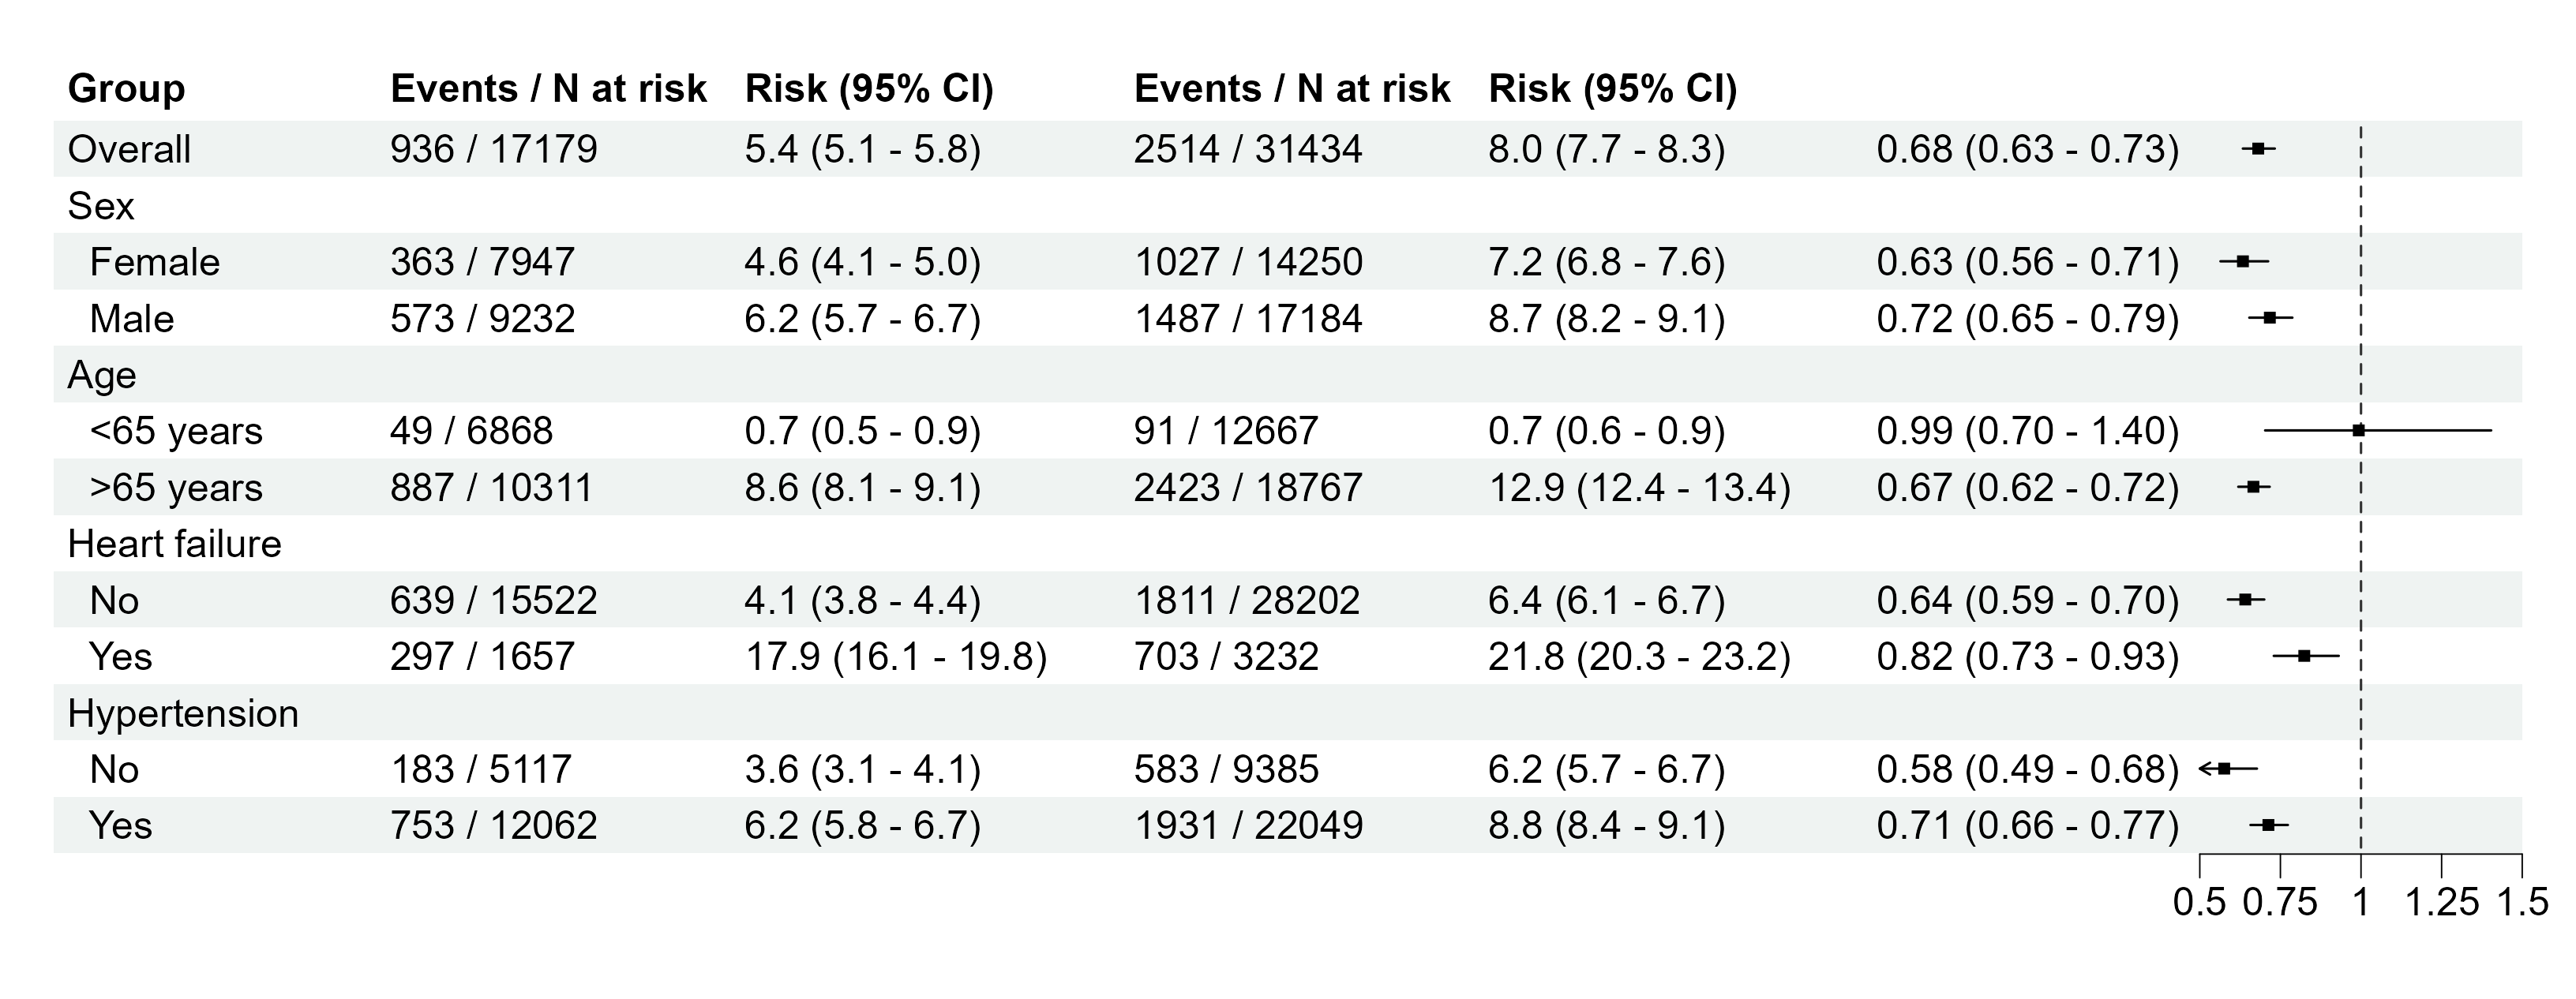 Group Events / N at risk Risk (95% CI) Events / N at risk Risk (95% CI)
Overall 936 / 17179 5.4 (5.1 - 5.8) 2514 / 31434 8.0 (7.7 - 8.3) 0.68 (0.63 - 0.73)
Sex
Female 363 / 7947 4.6 (4.1 - 5.0) 1027 / 14250 7.2 (6.8 - 7.6) 0.63 (0.56 - 0.71)
Male 573 / 9232 6.2 (5.7 - 6.7) 1487 / 17184 8.7 (8.2 - 9.1) 0.72 (0.65 - 0.79)
Age
<65 years 49 / 6868 0.7 (0.5 - 0.9) 91 / 12667 0.7 (0.6 - 0.9) 0.99 (0.70 - 1.40)
>65 years 887 / 10311 8.6 (8.1 - 9.1) 2423 / 18767 12.9 (12.4 - 13.4) 0.67 (0.62 - 0.72)
Heart failure
No 639 / 15522 4.1 (3.8 - 4.4) 1811 / 28202 6.4 (6.1 - 6.7) 0.64 (0.59 - 0.70)
Yes 297 / 1657 17.9 (16.1 - 19.8) 703 / 3232 21.8 (20.3 - 23.2) 0.82 (0.73 - 0.93)
Hypertension
No 183 / 5117 3.6 (3.1 - 4.1) 583 / 9385 6.2 (5.7 - 6.7) 0.58 (0.49 - 0.68)
Yes 753 / 12062 6.2 (5.8 - 6.7) 1931 / 22049 8.8 (8.4 - 9.1) 0.71 (0.66 - 0.77)
0.5 0.75 1 1.25 1.5